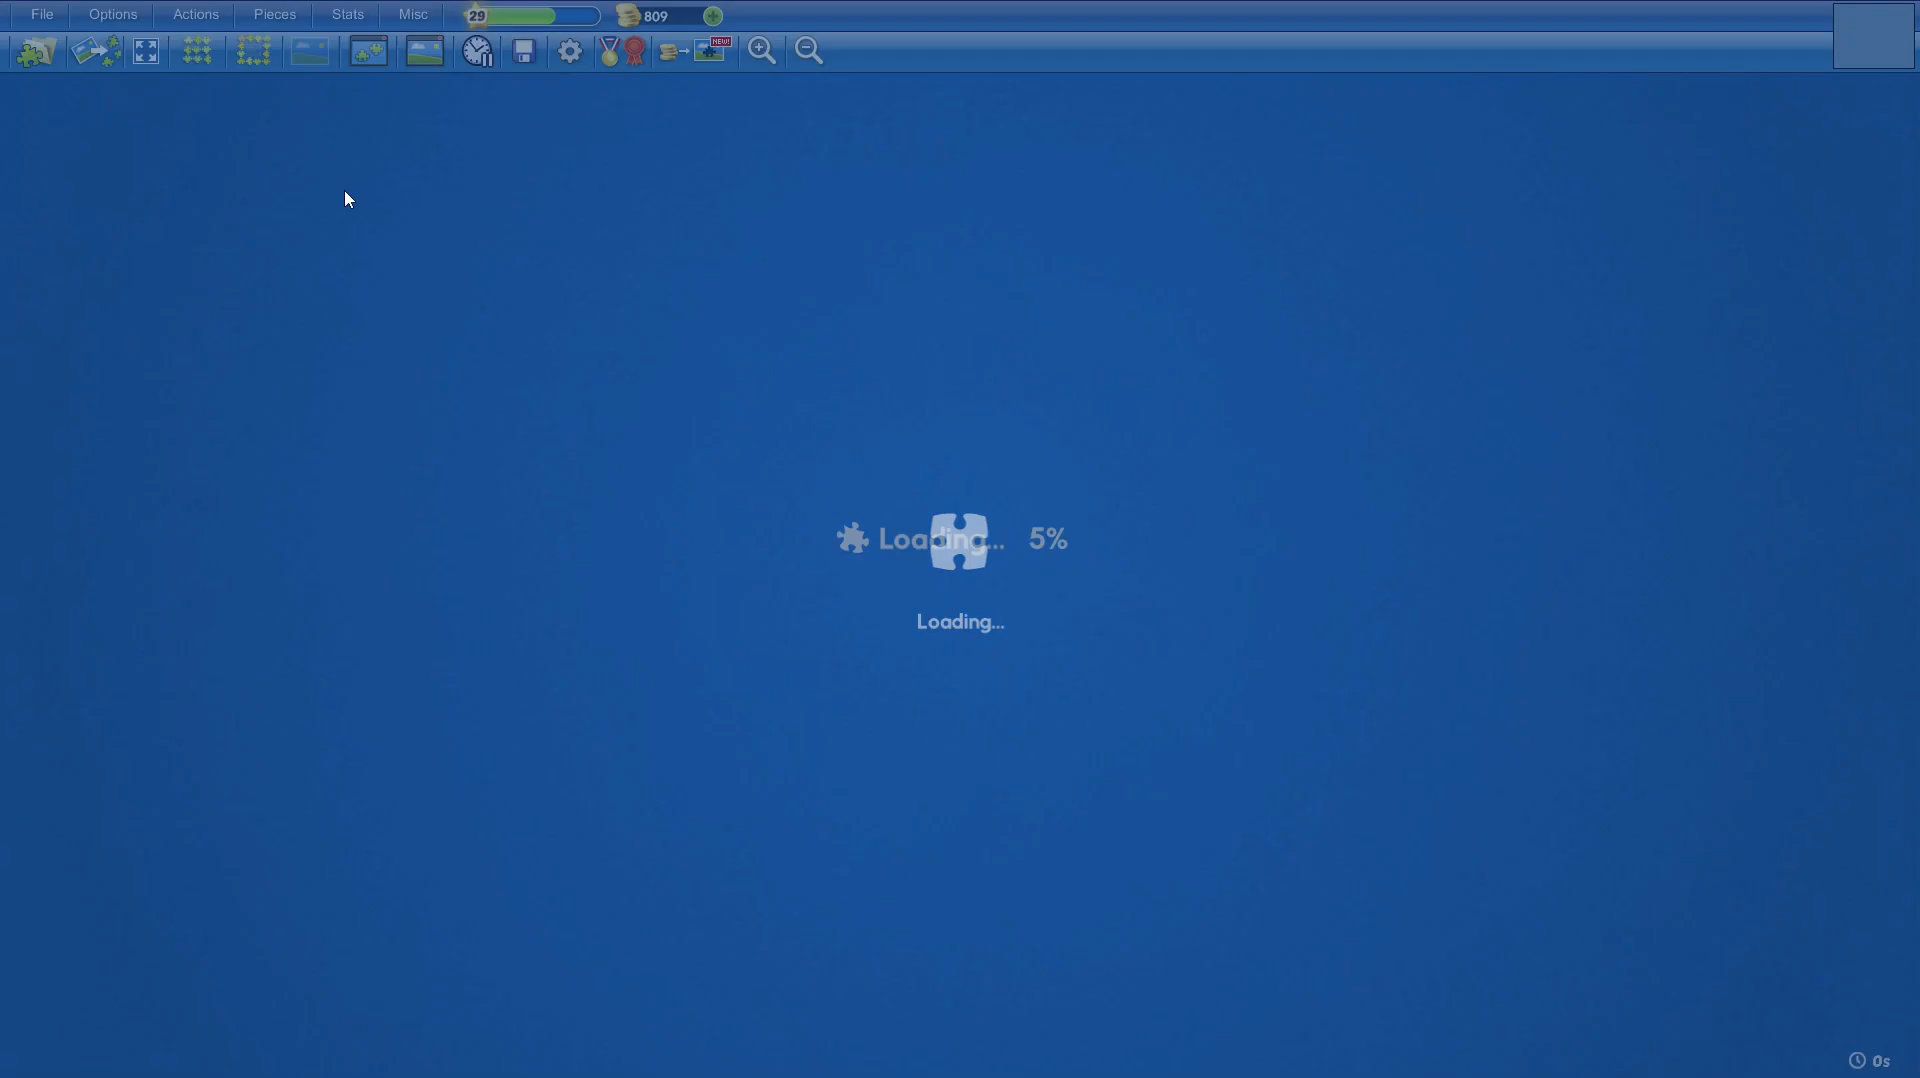 File Options Actions Pieces Stats Misc 29 809
NEW!
Loading... 5%
Loading...
0s